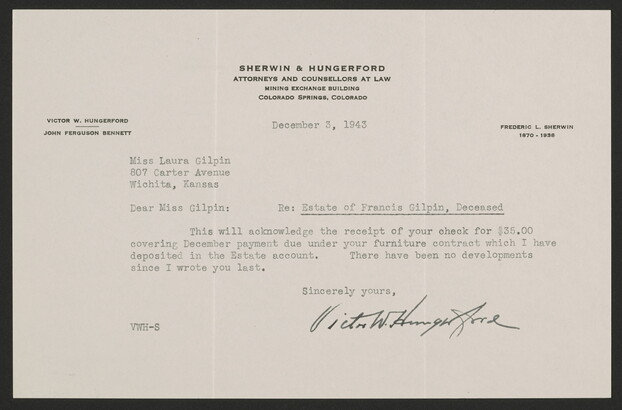 SHERWIN & HUNGERFORD
ATTORNEYS AND COUNSELLORS AT LAW
MINING EXCHANGE BUILDING
COLORADO SPRINGS, COLORADO
VICTOR W. HUNGERFORD
JOHN FERGUSON BENNETT
December 3, 1943
FREDERIC L. SHERWIN
1870 - 1938
Miss Laura Gilpin
807 Carter Avenue
Wichita, Kansas
Dear Miss Gilpin: Re: Estate of Francis Gilpin, Deceased
This will acknowledge the receipt of your check for $35.00
covering December payment due under your furniture contract which I have
deposited in the Estate account. There have been no developments
since I wrote you last.
Sincerely yours,
Victor W. Hungerford
VWH-S